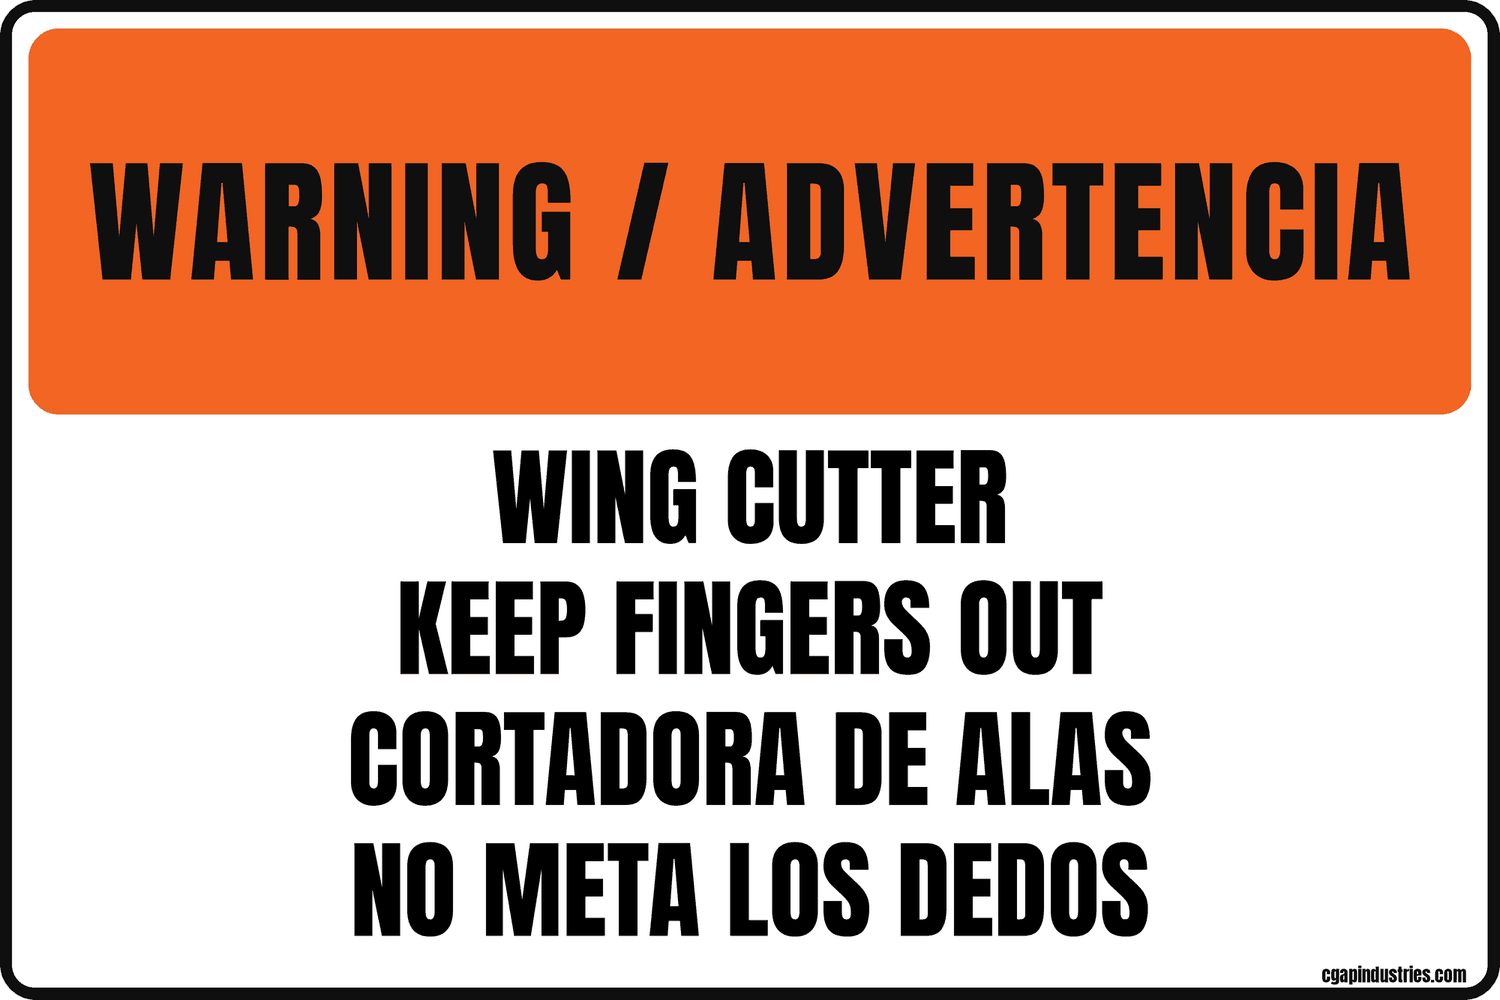 WARNING / ADVERTENCIA
WING CUTTER
KEEP FINGERS OUT
CORTADORA DE ALAS
NO META LOS DEDOS
cgapindustries.com